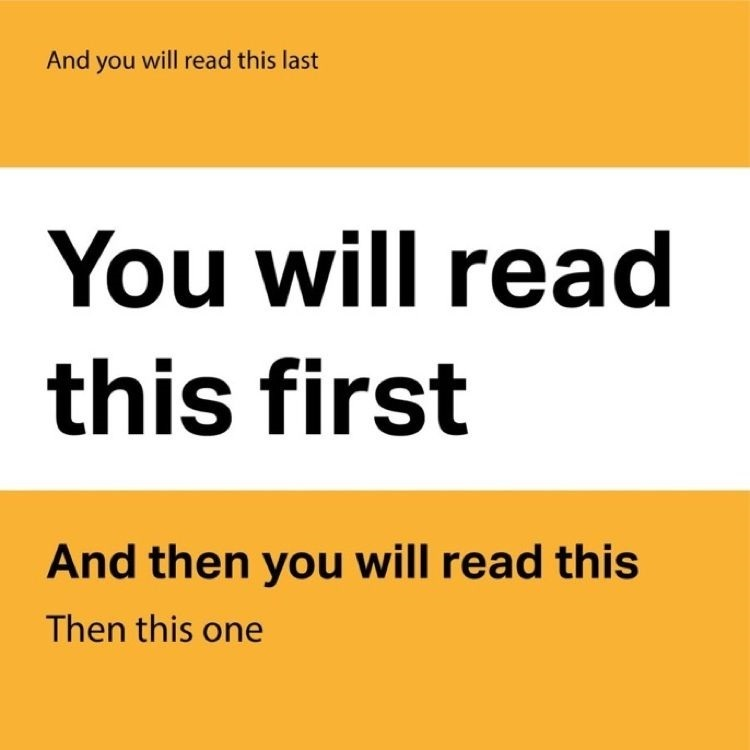 And you will read this last
You will read
this first
And then you will read this
Then this one